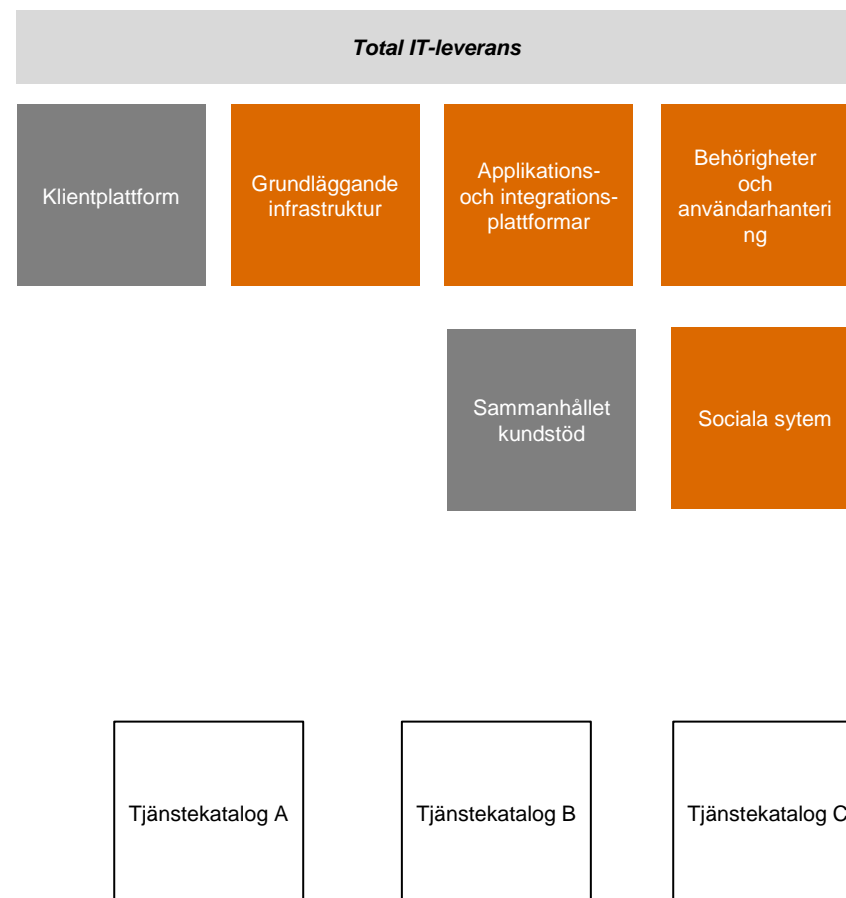 Total IT-leverans
Klientplattform
Grundläggande
infrastruktur
Applikations-
och integrations-
plattformar
Behörigheter
och
användarhanteri
ng
Sammanhållet
kundstöd
Sociala sytem
Tjänstekatalog A
Tjänstekatalog B
Tjänstekatalog C